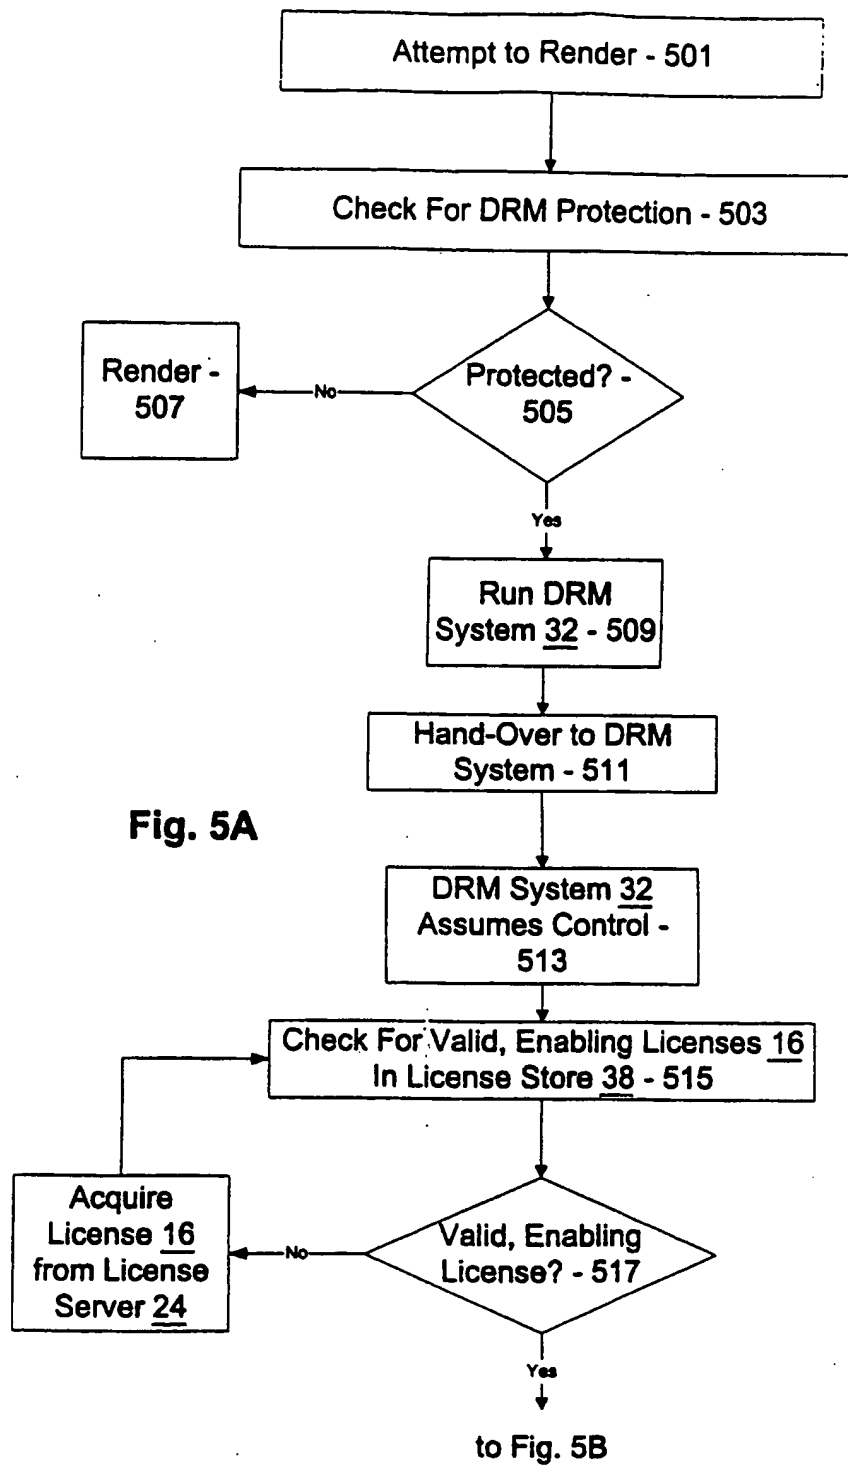 Attempt to Render - 501
Check For DRM Protection - 503
Protected? -
505
No
Render -
507
Yes
Run DRM
System 32 - 509
Hand-Over to DRM
System - 511
Fig. 5A
DRM System 32
Assumes Control -
513
Check For Valid, Enabling Licenses 16
In License Store 38 - 515
Valid, Enabling
License? - 517
No
Acquire
License 16
from License
Server 24
Yes
to Fig. 5B